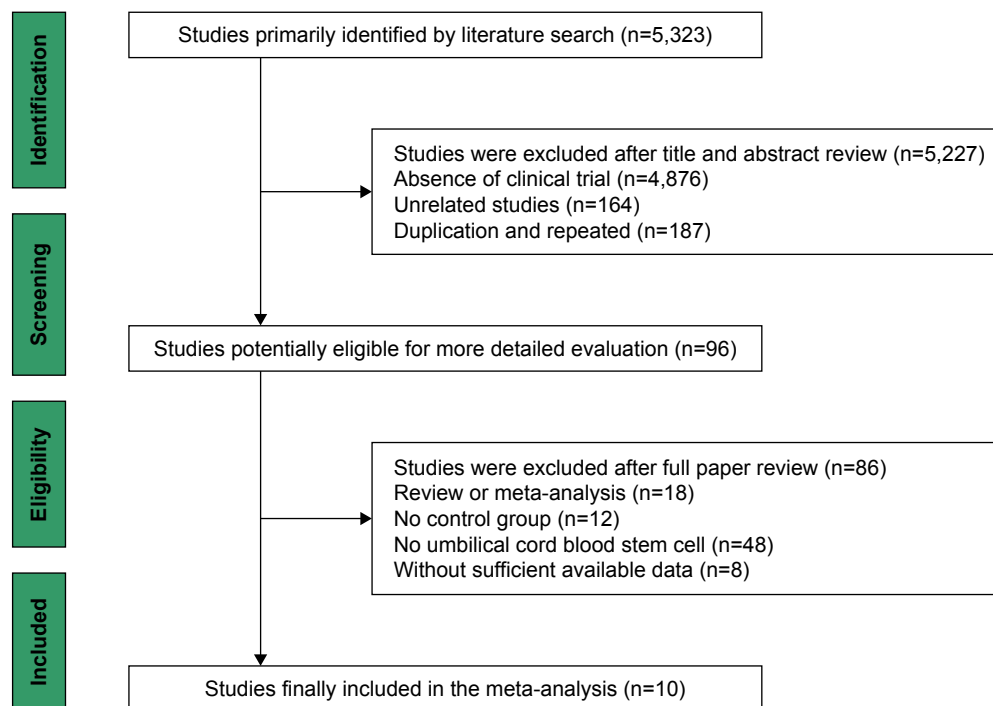 Identification
Studies primarily identified by literature search (n=5,323)
Studies were excluded after title and abstract review (n=5,227)
Absence of clinical trial (n=4,876)
Unrelated studies (n=164)
Duplication and repeated (n=187)
Screening
Studies potentially eligible for more detailed evaluation (n=96)
Eligibility
Studies were excluded after full paper review (n=86)
Review or meta-analysis (n=18)
No control group (n=12)
No umbilical cord blood stem cell (n=48)
Without sufficient available data (n=8)
Included
Studies finally included in the meta-analysis (n=10)